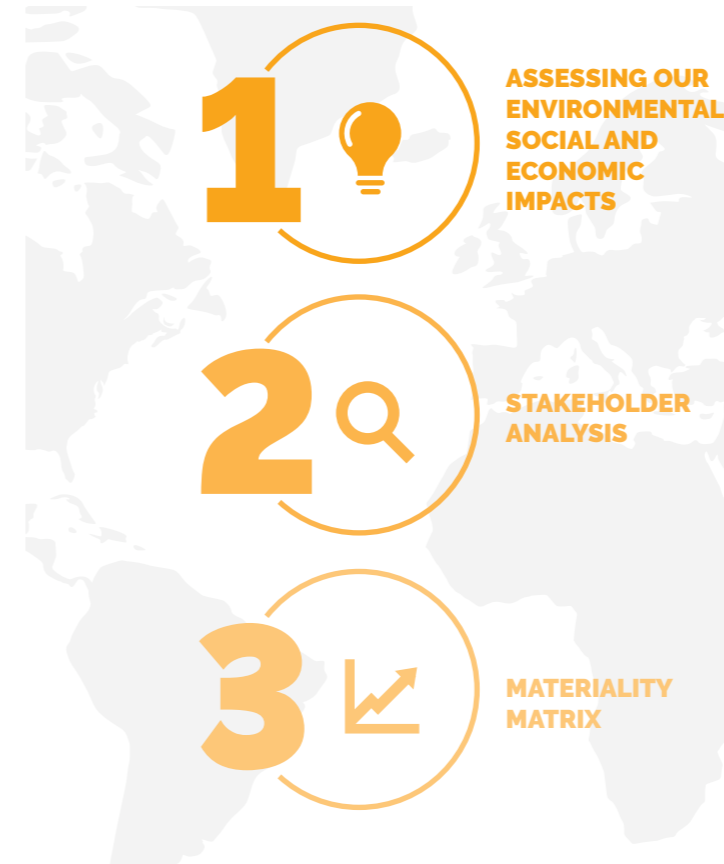 1
ASSESSING OUR
ENVIRONMENTAL
SOCIAL AND
ECONOMIC
IMPACTS
2
STAKEHOLDER
ANALYSIS
3
MATERIALITY
MATRIX